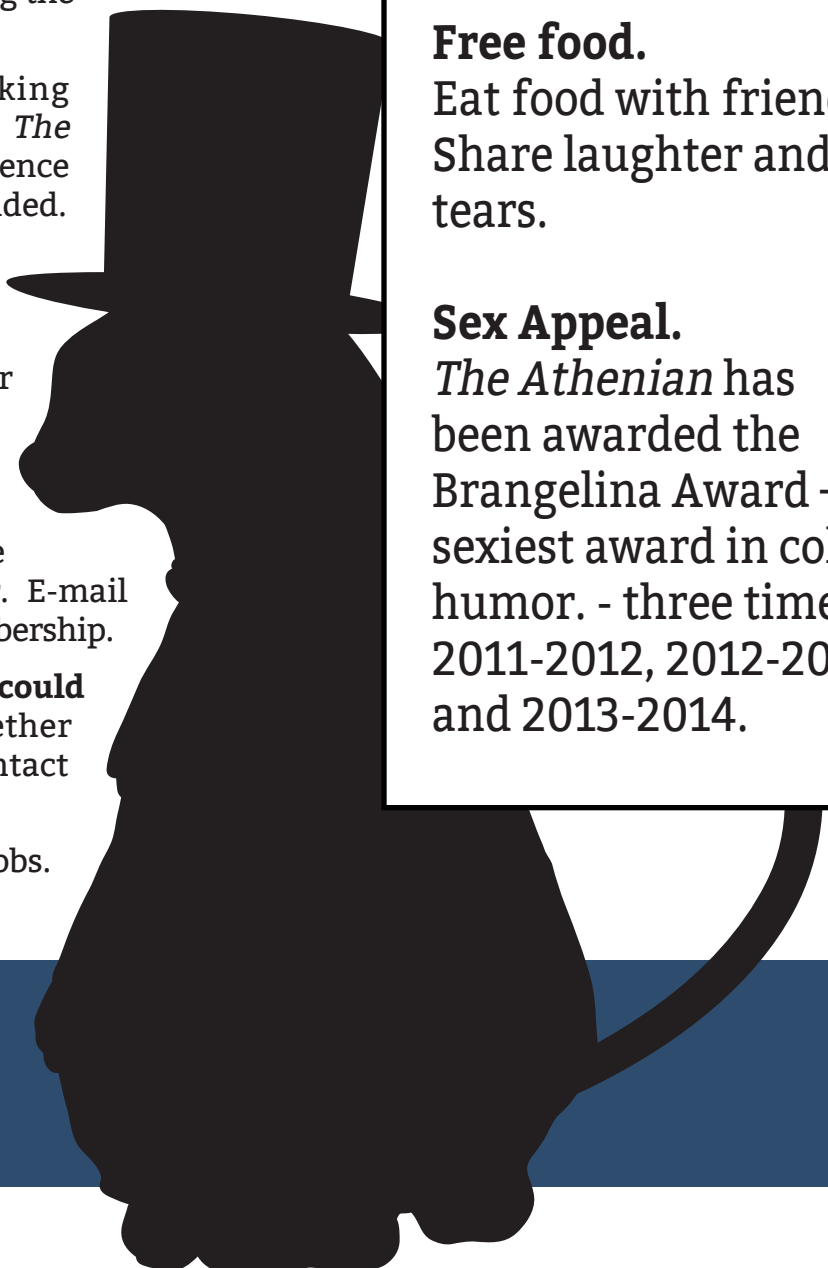 g the
king
The
ence
ded.
r
e
. E-mail
bership.
could
ether
ntact
obs.
Free food.
Eat food with frien
Share laughter and
tears.
Sex Appeal.
The Athenian has
been awarded the
Brangelina Award -
sexiest award in co
humor. - three time
2011-2012, 2012-20
and 2013-2014.